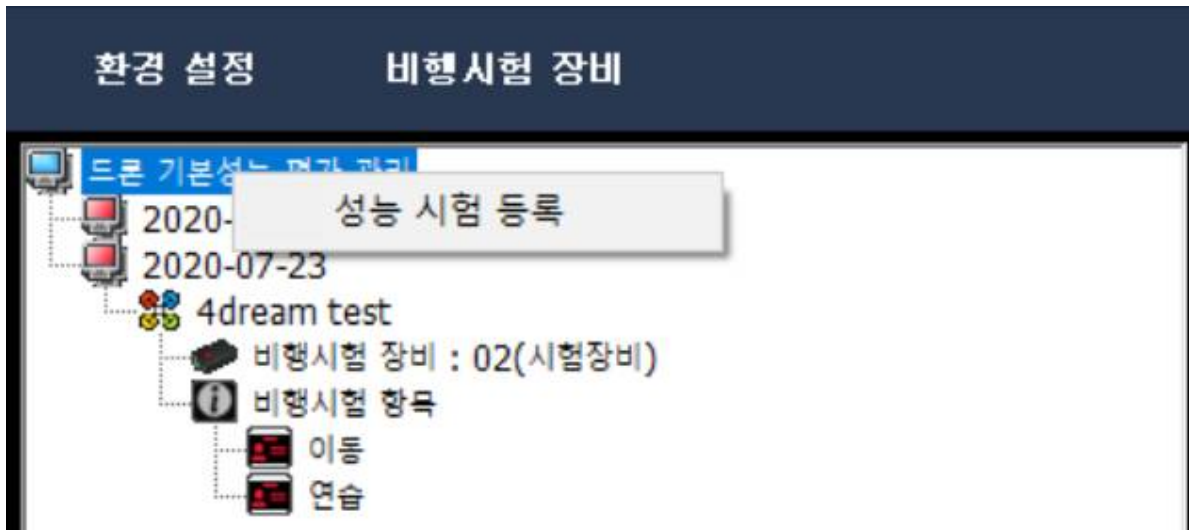 환경 설정 비행시험 장비
드론 기본성능 평가 관리
성능 시험 등록
2020-
2020-07-23
4dream test
비행시험 장비 : 02(시험장비)
비행시험 항목
이동
연습